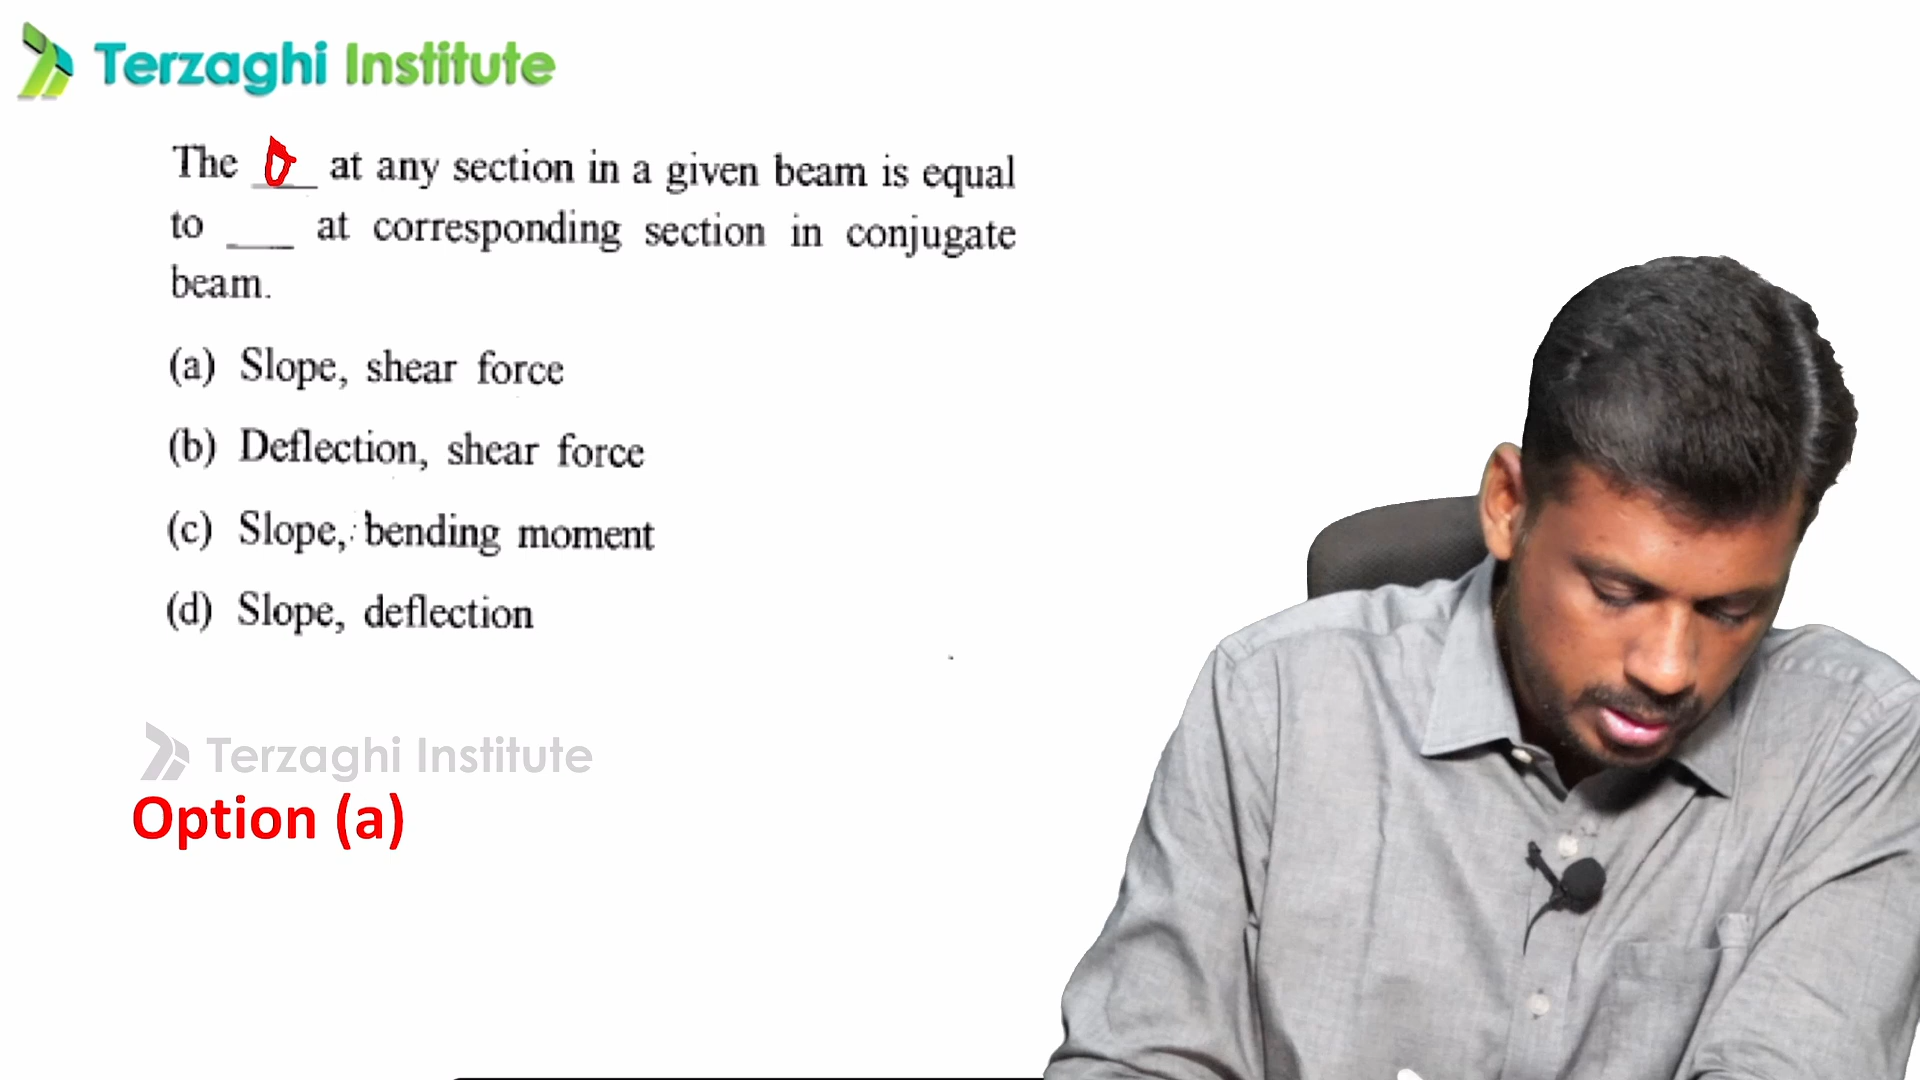 Terzaghi Institute
The ___ at any section in a given beam is equal
to ___ at corresponding section in conjugate
beam.
(a) Slope, shear force
(b) Deflection, shear force
(c) Slope, bending moment
(d) Slope, deflection
Terzaghi Institute
Option (a)